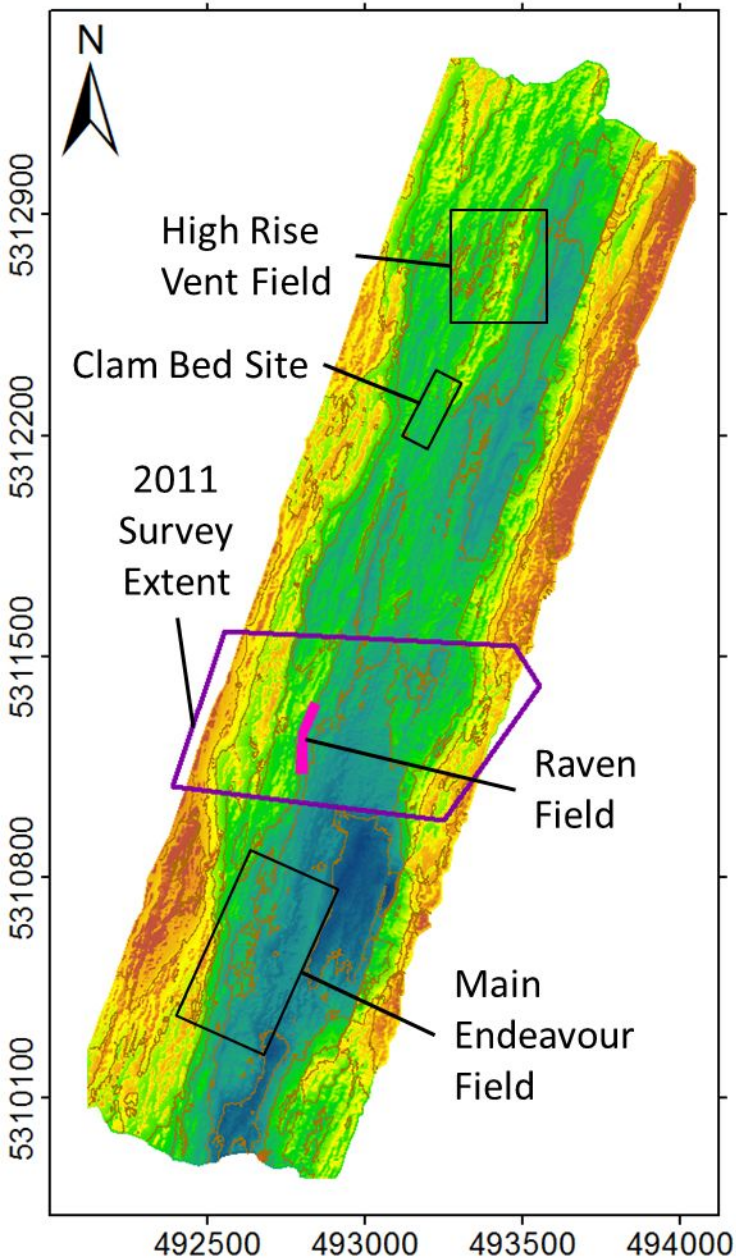 N
5312900
High Rise
Vent Field
Clam Bed Site
5312200
2011
Survey
Extent
5311500
Raven
Field
5310800
Main
Endeavour
Field
5310100
492500
493000
493500
494000